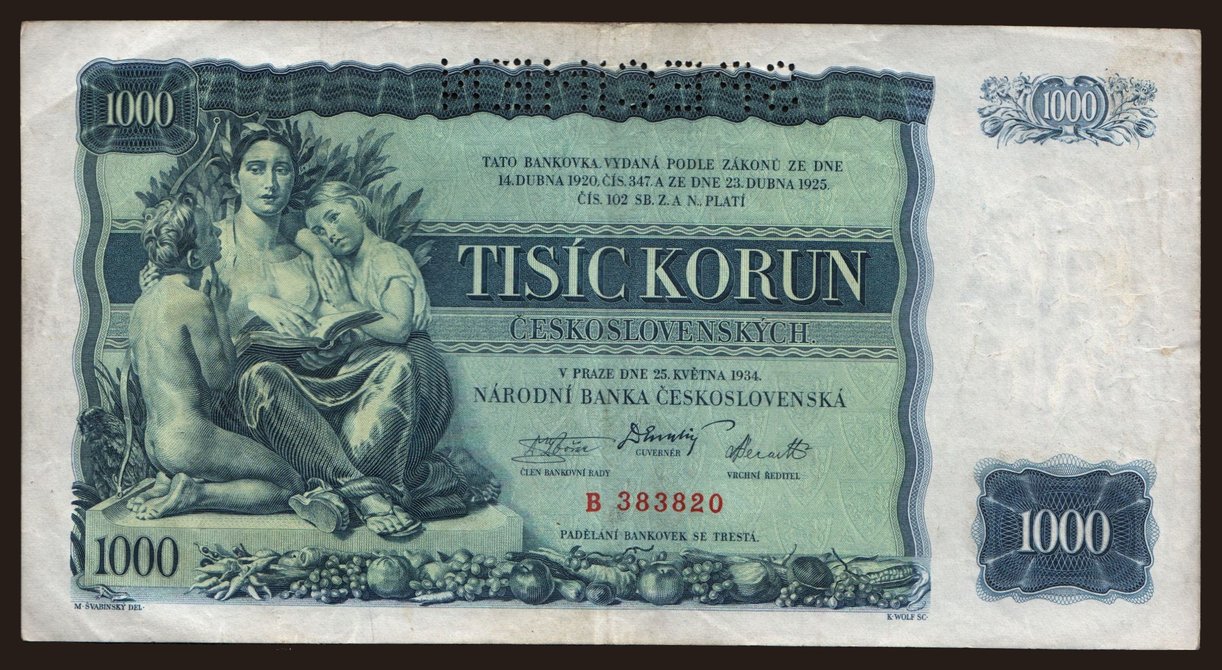 SPECIMEN
1000
1000
TATO BANKOVKA, VYDANÁ PODLE ZÁKONŮ ZE DNE
14. DUBNA 1920, ČÍS. 347. A ZE DNE 23. DUBNA 1925.
ČÍS. 102 SB. Z. A N. PLATÍ
TISÍC KORUN
ČESKOSLOVENSKÝCH.
V PRAZE DNE 25. KVĚTNA 1934.
NÁRODNÍ BANKA ČESKOSLOVENSKÁ
ČLEN BANKOVNÍ RADY
GUVERNÉR
VRCHNÍ ŘEDITEL
B 383820
PADĚLÁNÍ BANKOVEK SE TRESTÁ.
1000
1000
M. ŠVABINSKÝ DEL.
K. WOLF SC.